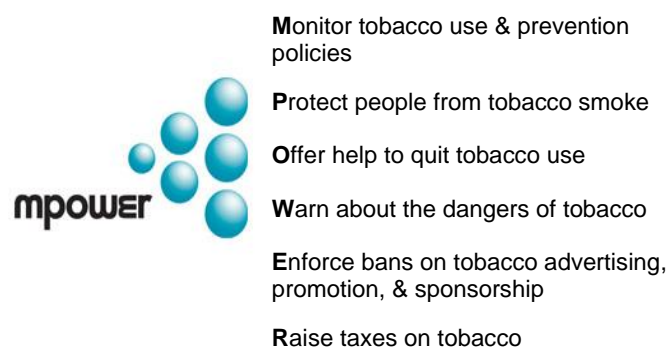 Monitor tobacco use & prevention
policies
Protect people from tobacco smoke
Offer help to quit tobacco use
mpower
Warn about the dangers of tobacco
Enforce bans on tobacco advertising,
promotion, & sponsorship
Raise taxes on tobacco